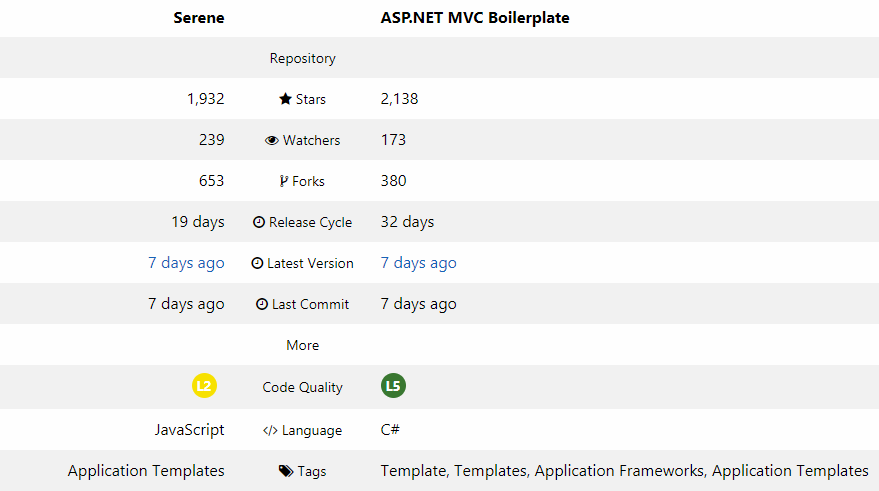 Serene ASP.NET MVC Boilerplate
Repository
1,932 Stars 2,138
239 Watchers 173
653 Forks 380
19 days Release Cycle 32 days
7 days ago Latest Version 7 days ago
7 days ago Last Commit 7 days ago
More
L2 Code Quality L5
JavaScript </> Language C#
Application Templates Tags Template, Templates, Application Frameworks, Application Templates